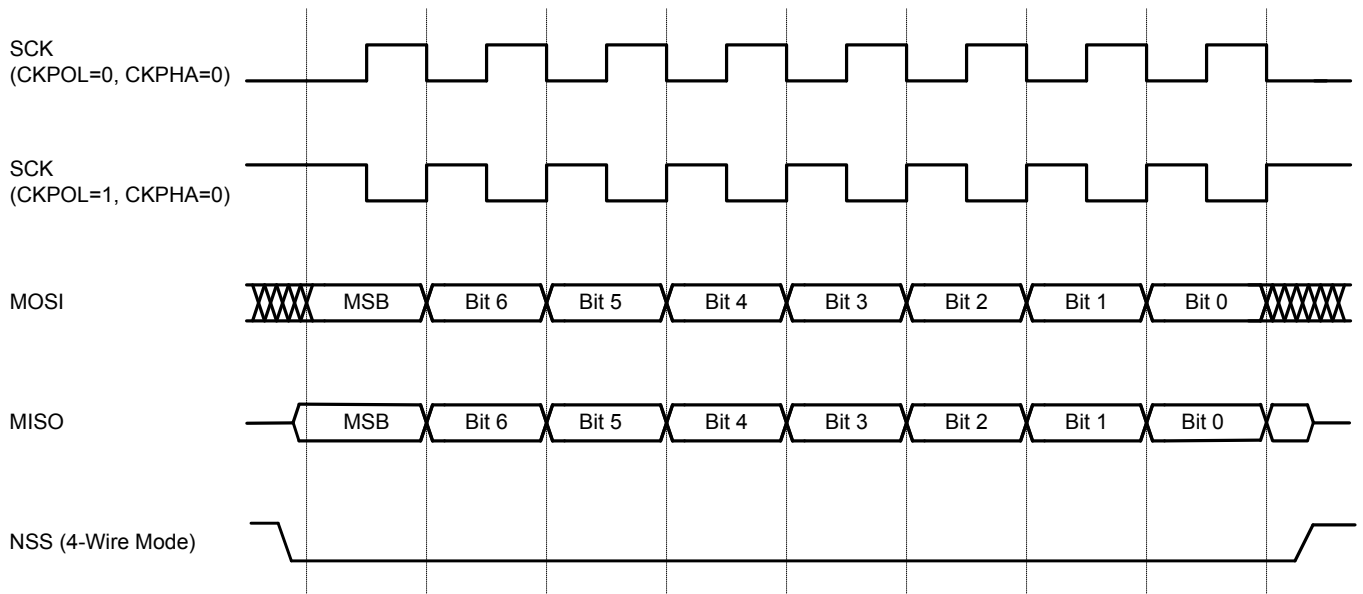 SCK
(CKPOL=0, CKPHA=0)
SCK
(CKPOL=1, CKPHA=0)
MOSI
MSB Bit 6 Bit 5 Bit 4 Bit 3 Bit 2 Bit 1 Bit 0
MISO
MSB Bit 6 Bit 5 Bit 4 Bit 3 Bit 2 Bit 1 Bit 0
NSS (4-Wire Mode)